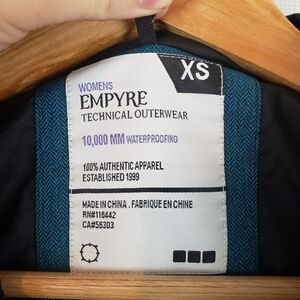 XS
WOMENS
EMPYRE
TECHNICAL OUTERWEAR
10,000 MM WATERPROOFING
100% AUTHENTIC APPAREL
ESTABLISHED 1999
MADE IN CHINA . FABRIQUE EN CHINE
RN#118442
CA#56303